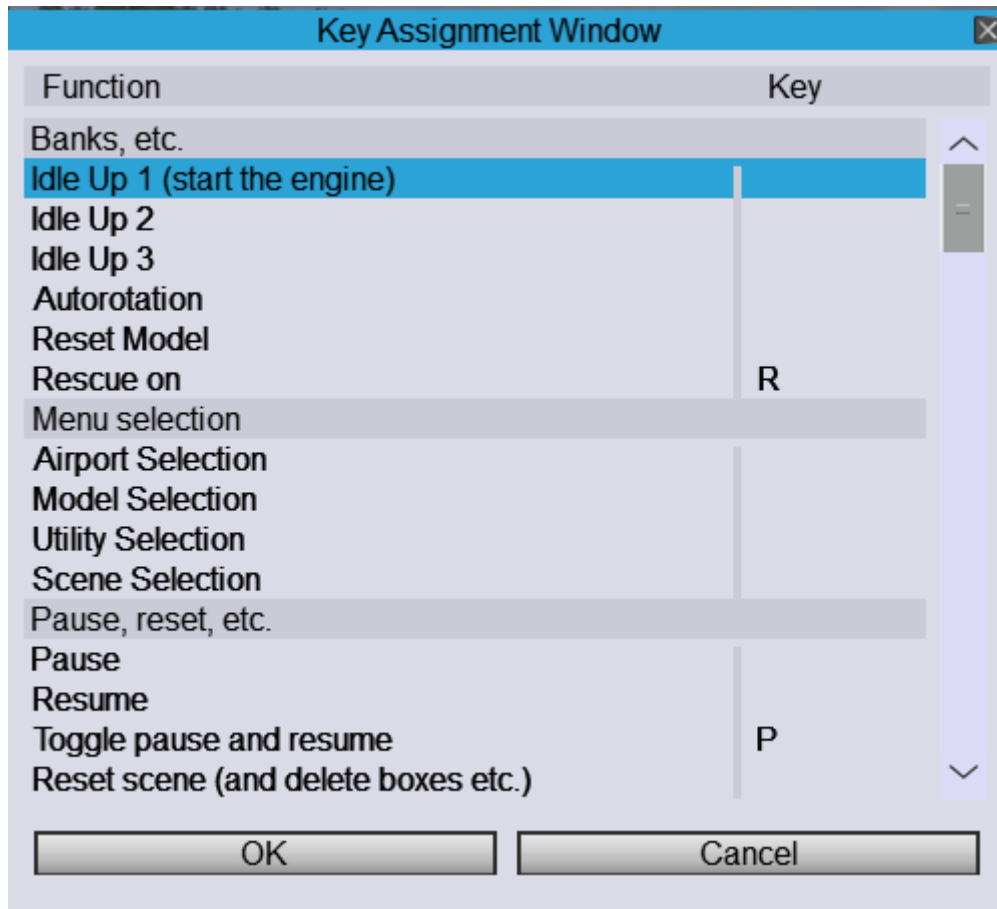 Key Assignment Window
Function Key
Banks, etc.
Idle Up 1 (start the engine)
Idle Up 2
Idle Up 3
Autorotation
Reset Model
Rescue on R
Menu selection
Airport Selection
Model Selection
Utility Selection
Scene Selection
Pause, reset, etc.
Pause
Resume
Toggle pause and resume P
Reset scene (and delete boxes etc.)
OK Cancel